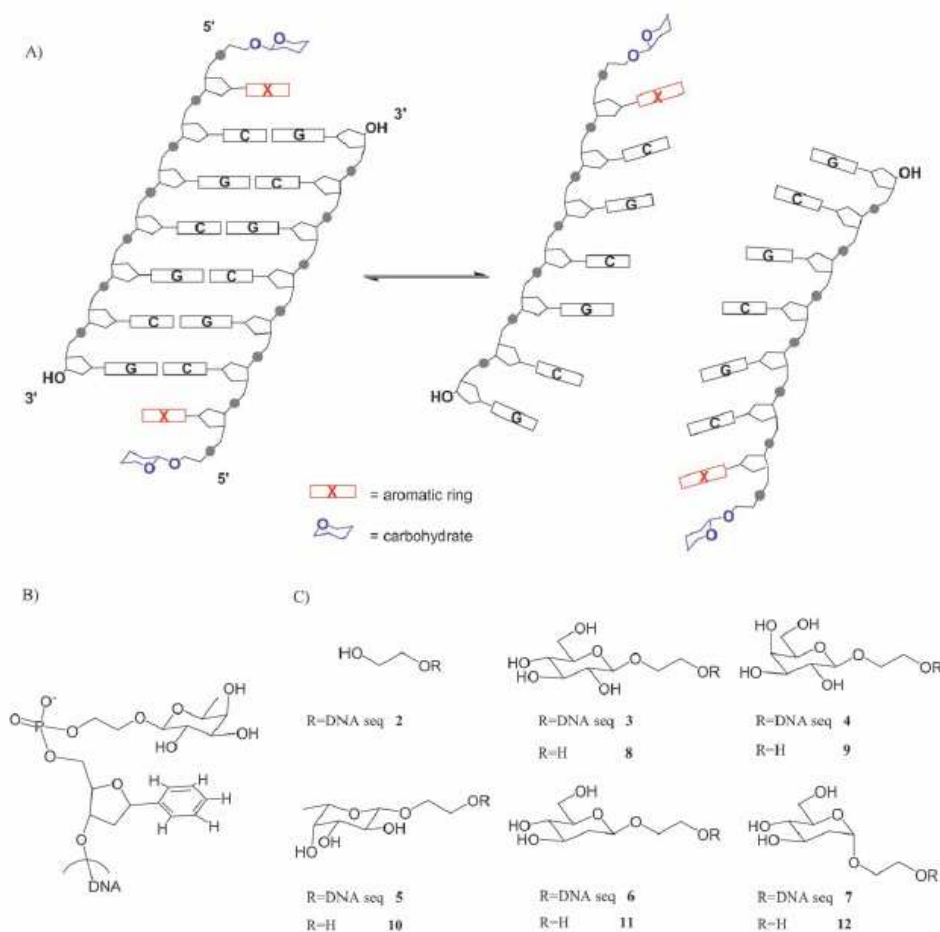 A)
5'
O O
X
C G OH 3'
G C
C G
G C
C G
HO G C
3'
X
O O
5'
O
O
X
C
G
C
G
HO C
G
G OH
C
G
C
G
C
X
O
O
X = aromatic ring
O = carbohydrate
B)
O-
O P O
O
O
O OH
HO
OH
O
O
H H
H
H H
DNA
C)
HO
OR
R=DNA seq 2
OH
HO
HO
O
OH
O
OR
R=DNA seq 3
R=H 8
HO OH
HO
O
OH
O
OR
R=DNA seq 4
R=H 9
O
O
OR
OH
OH
HO
R=DNA seq 5
R=H 10
OH
HO
HO
O
O
OR
R=DNA seq 6
R=H 11
OH
HO
HO
O
O
OR
R=DNA seq 7
R=H 12